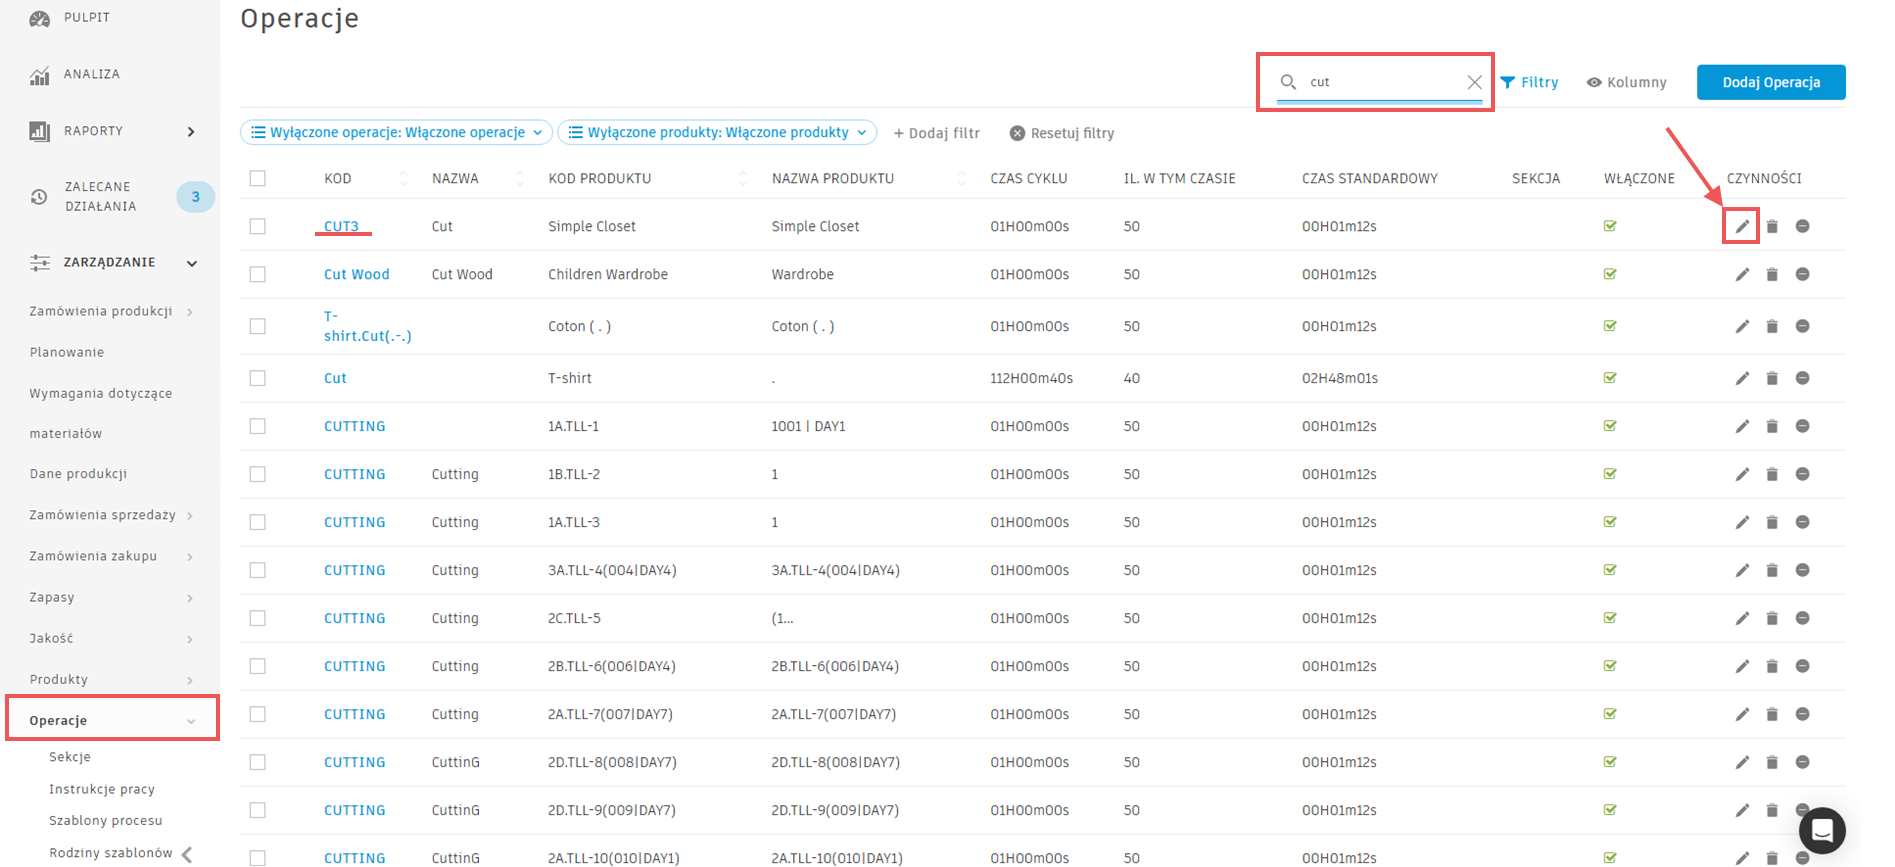 PULPIT
ANALIZA
RAPORTY
ZALECANE
DZIAŁANIA
3
ZARZĄDZANIE
Zamówienia produkcji
Planowanie
Wymagania dotyczące
materiałów
Dane produkcji
Zamówienia sprzedaży
Zamówienia zakupu
Zapasy
Jakość
Produkty
Operacje
Sekcje
Instrukcje pracy
Szablony procesu
Rodziny szablonów
Operacje
cut
Filtry
Kolumny
Dodaj Operacja
Wyłączone operacje: Włączone operacje
Wyłączone produkty: Włączone produkty
+ Dodaj filtr
Resetuj filtry
KOD NAZWA KOD PRODUKTU NAZWA PRODUKTU CZAS CYKLU IL. W TYM CZASIE CZAS STANDARDOWY SEKCJA WŁĄCZONE CZYNNOŚCI
CUT3 Cut Simple Closet Simple Closet 01H00m00s 50 00H01m12s
Cut Wood Cut Wood Children Wardrobe Wardrobe 01H00m00s 50 00H01m12s
T-
shirt.Cut(.-.) Coton ( . ) Coton ( . ) 01H00m00s 50 00H01m12s
Cut T-shirt . 112H00m40s 40 02H48m01s
CUTTING 1A.TLL-1 1001 | DAY1 01H00m00s 50 00H01m12s
CUTTING Cutting 1B.TLL-2 1 01H00m00s 50 00H01m12s
CUTTING Cutting 1A.TLL-3 1 01H00m00s 50 00H01m12s
CUTTING Cutting 3A.TLL-4(004|DAY4) 3A.TLL-4(004|DAY4) 01H00m00s 50 00H01m12s
CUTTING Cutting 2C.TLL-5 (1... 01H00m00s 50 00H01m12s
CUTTING Cutting 2B.TLL-6(006|DAY4) 2B.TLL-6(006|DAY4) 01H00m00s 50 00H01m12s
CUTTING Cutting 2A.TLL-7(007|DAY7) 2A.TLL-7(007|DAY7) 01H00m00s 50 00H01m12s
CUTTING CuttinG 2D.TLL-8(008|DAY7) 2D.TLL-8(008|DAY7) 01H00m00s 50 00H01m12s
CUTTING CuttinG 2D.TLL-9(009|DAY7) 2D.TLL-9(009|DAY7) 01H00m00s 50 00H01m12s
CUTTING CuttinG 2A.TLL-10(010|DAY1) 2A.TLL-10(010|DAY1) 01H00m00s 50 00H01m12s